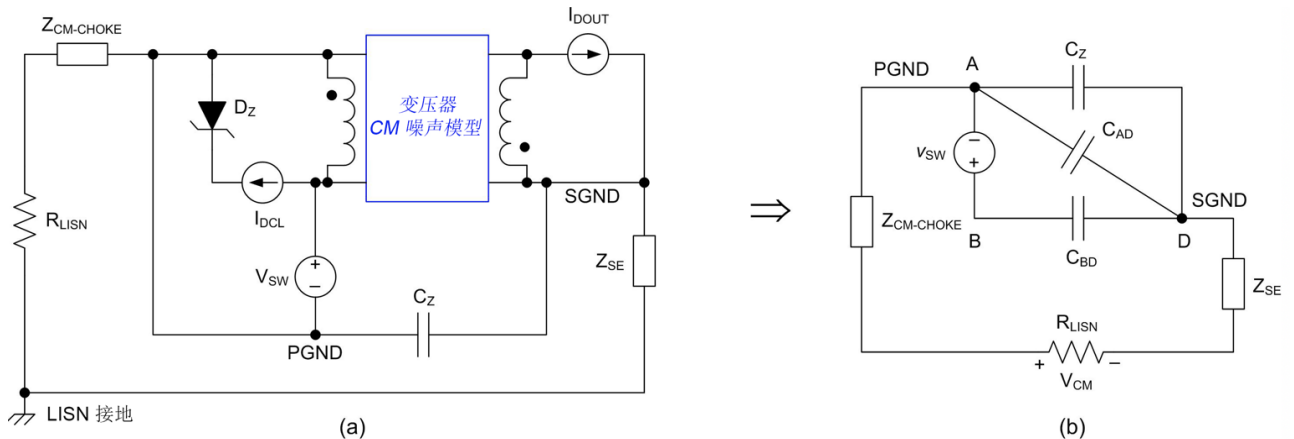 Z_CM-CHOKE
I_DOUT
D_Z
变压器
CM 噪声模型
R_LISN
I_DCL
SGND
V_SW
+
−
Z_SE
C_Z
PGND
LISN 接地
(a)
⇒
PGND
A
C_Z
C_AD
v_SW
−
+
SGND
Z_CM-CHOKE
B
C_BD
D
Z_SE
R_LISN
+
−
V_CM
(b)